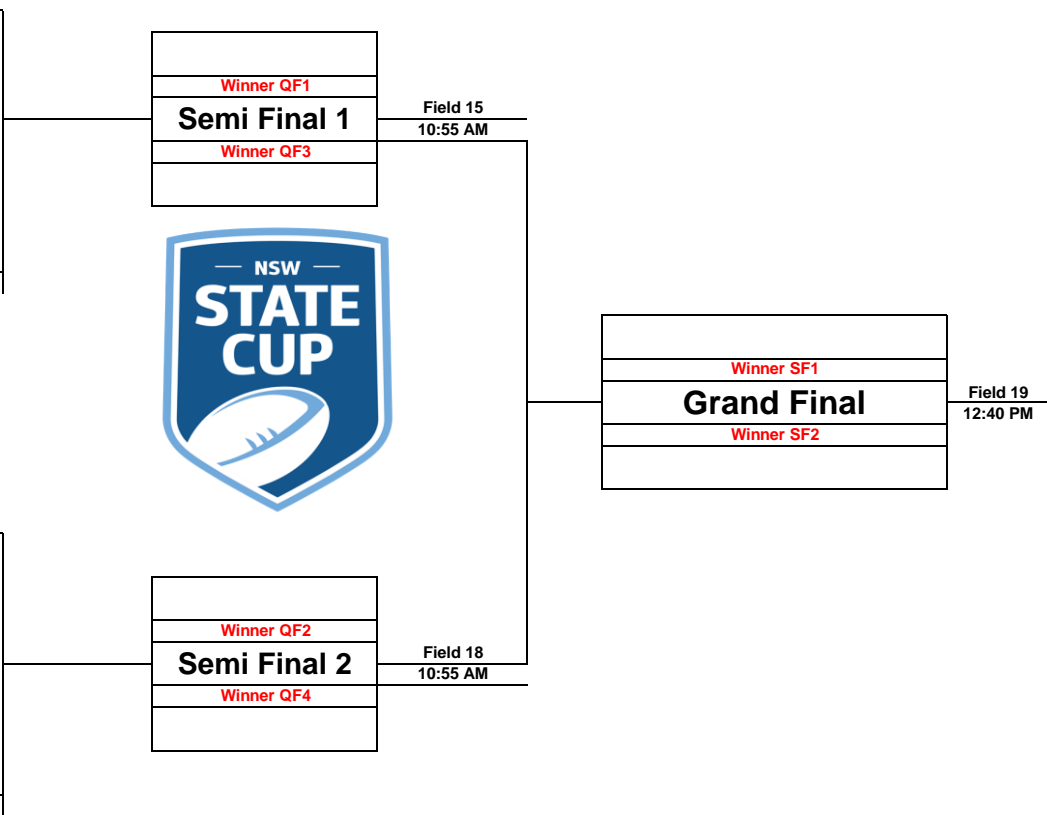 Winner QF1
Semi Final 1
Field 15
10:55 AM
Winner QF3
NSW
STATE
CUP
Winner SF1
Grand Final
Field 19
12:40 PM
Winner SF2
Winner QF2
Semi Final 2
Field 18
10:55 AM
Winner QF4